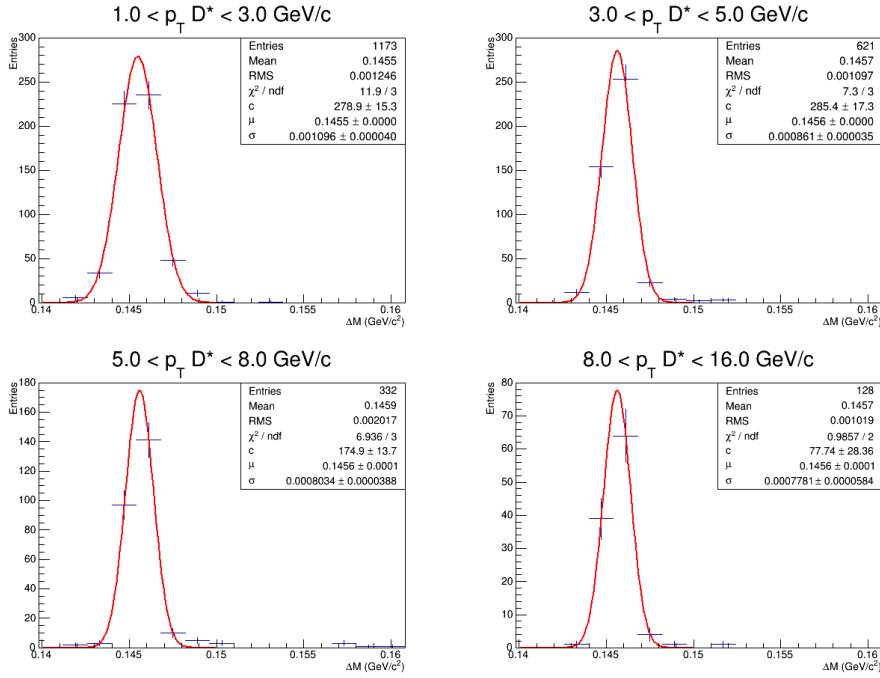 1.0 < p_T D* < 3.0 GeV/c
Entries
300
250
200
150
100
50
0
Entries 1173
Mean 0.1455
RMS 0.001246
χ² / ndf 11.9 / 3
c 278.9 ± 15.3
μ 0.1455 ± 0.0000
σ 0.001096 ± 0.000040
0.14 0.145 0.15 0.155 0.16
ΔM (GeV/c²)
3.0 < p_T D* < 5.0 GeV/c
Entries
300
250
200
150
100
50
0
Entries 621
Mean 0.1457
RMS 0.001097
χ² / ndf 7.3 / 3
c 285.4 ± 17.3
μ 0.1456 ± 0.0000
σ 0.000861 ± 0.000035
0.14 0.145 0.15 0.155 0.16
ΔM (GeV/c²)
5.0 < p_T D* < 8.0 GeV/c
Entries
180
160
140
120
100
80
60
40
20
0
Entries 332
Mean 0.1459
RMS 0.002017
χ² / ndf 6.936 / 3
c 174.9 ± 13.7
μ 0.1456 ± 0.0001
σ 0.0008034 ± 0.0000388
0.14 0.145 0.15 0.155 0.16
ΔM (GeV/c²)
8.0 < p_T D* < 16.0 GeV/c
Entries
80
70
60
50
40
30
20
10
0
Entries 128
Mean 0.1457
RMS 0.001019
χ² / ndf 0.9857 / 2
c 77.74 ± 28.36
μ 0.1456 ± 0.0001
σ 0.0007781 ± 0.0000584
0.14 0.145 0.15 0.155 0.16
ΔM (GeV/c²)